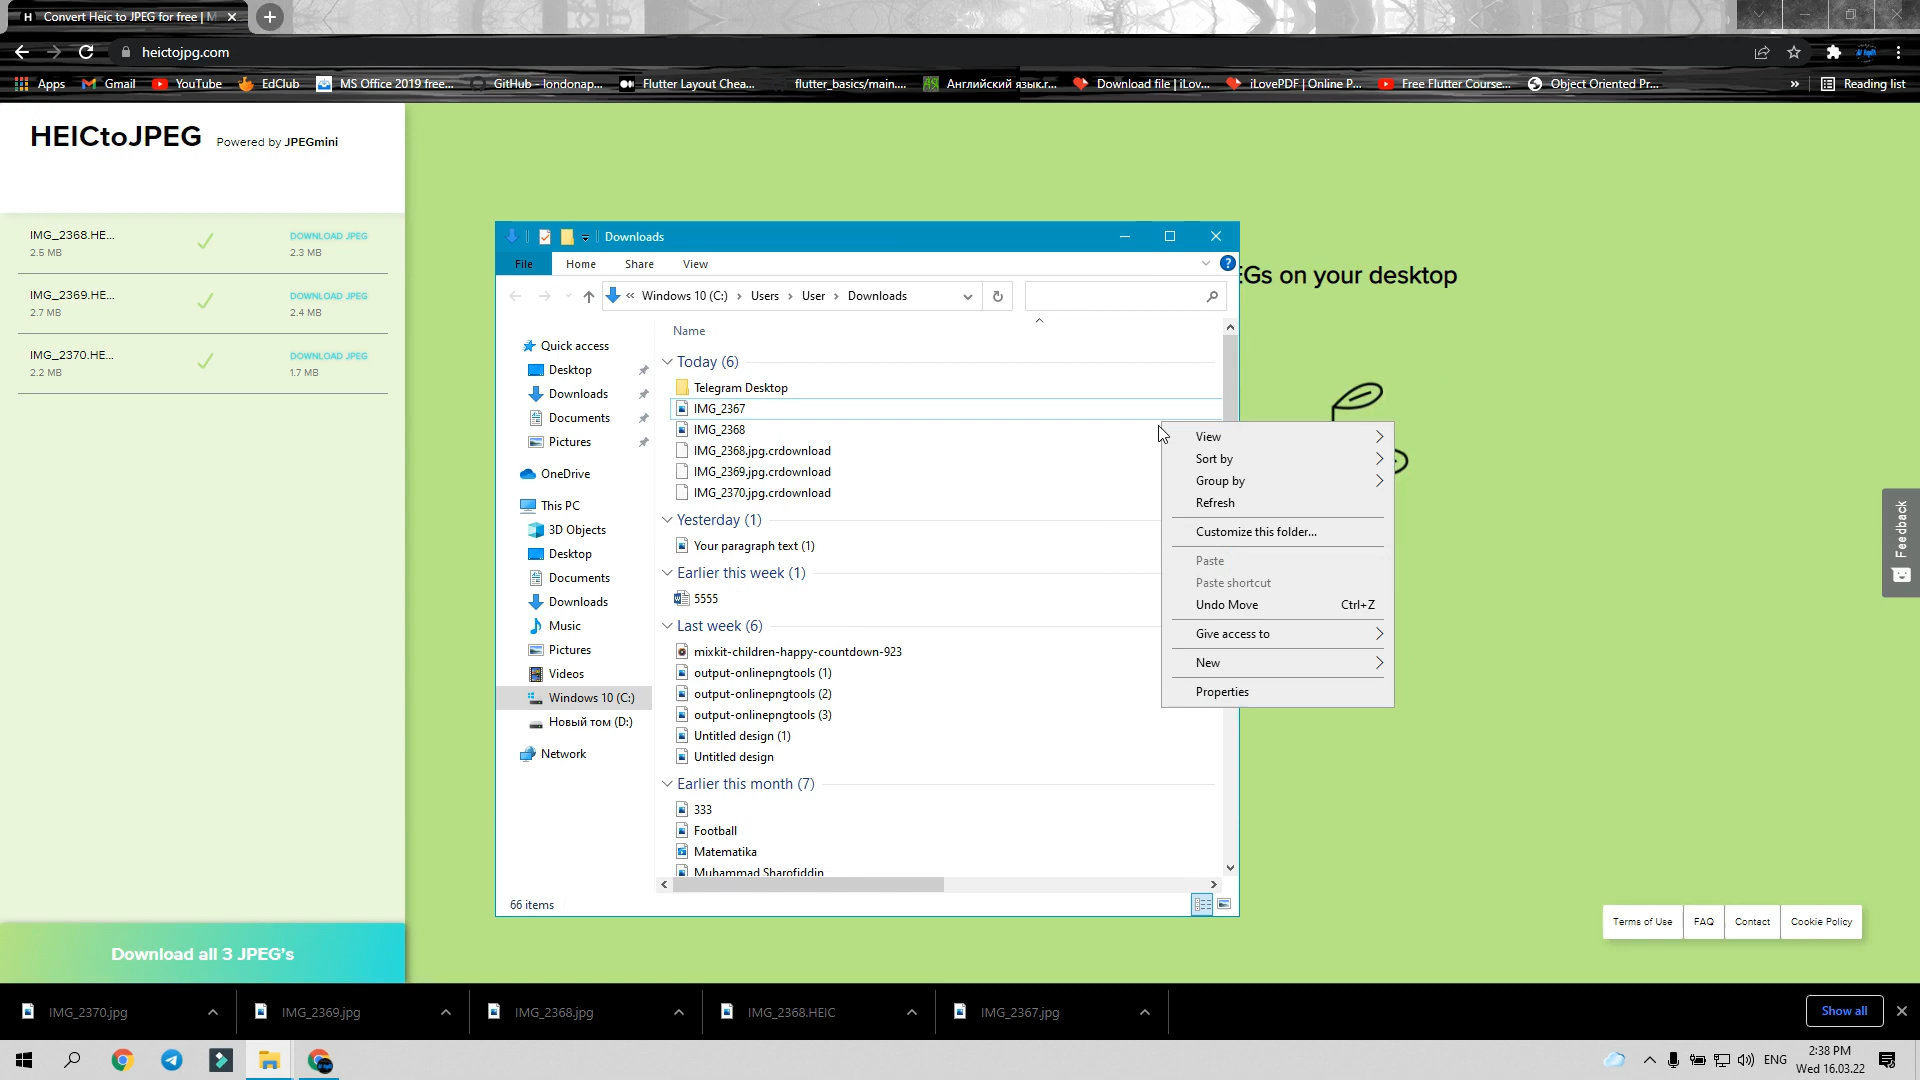 Convert Heic to JPEG for free | M
heictojpg.com
Apps
Gmail
YouTube
EdClub
MS Office 2019 free...
GitHub - londonap...
Flutter Layout Chea...
flutter_basics/main....
Английский язык.r...
Download file | iLov...
iLovePDF | Online P...
Free Flutter Course...
Object Oriented Pr...
»
Reading list
HEICtoJPEG Powered by JPEGmini
IMG_2368.HE...
2.5 MB
DOWNLOAD JPEG
2.3 MB
IMG_2369.HE...
2.7 MB
DOWNLOAD JPEG
2.4 MB
IMG_2370.HE...
2.2 MB
DOWNLOAD JPEG
1.7 MB
Download all 3 JPEG's
EGs on your desktop
Downloads
File Home Share View
« Windows 10 (C:) › Users › User › Downloads
Quick access
Desktop
Downloads
Documents
Pictures
OneDrive
This PC
3D Objects
Desktop
Documents
Downloads
Music
Pictures
Videos
Windows 10 (C:)
Новый том (D:)
Network
Name
Today (6)
Telegram Desktop
IMG_2367
IMG_2368
IMG_2368.jpg.crdownload
IMG_2369.jpg.crdownload
IMG_2370.jpg.crdownload
Yesterday (1)
Your paragraph text (1)
Earlier this week (1)
5555
Last week (6)
mixkit-children-happy-countdown-923
output-onlinepngtools (1)
output-onlinepngtools (2)
output-onlinepngtools (3)
Untitled design (1)
Untitled design
Earlier this month (7)
333
Football
Matematika
Muhammad Sharofiddin
66 items
View
Sort by
Group by
Refresh
Customize this folder...
Paste
Paste shortcut
Undo Move Ctrl+Z
Give access to
New
Properties
Feedback
Terms of Use
FAQ
Contact
Cookie Policy
IMG_2370.jpg
IMG_2369.jpg
IMG_2368.jpg
IMG_2368.HEIC
IMG_2367.jpg
Show all
ENG
2:38 PM
Wed 16.03.22